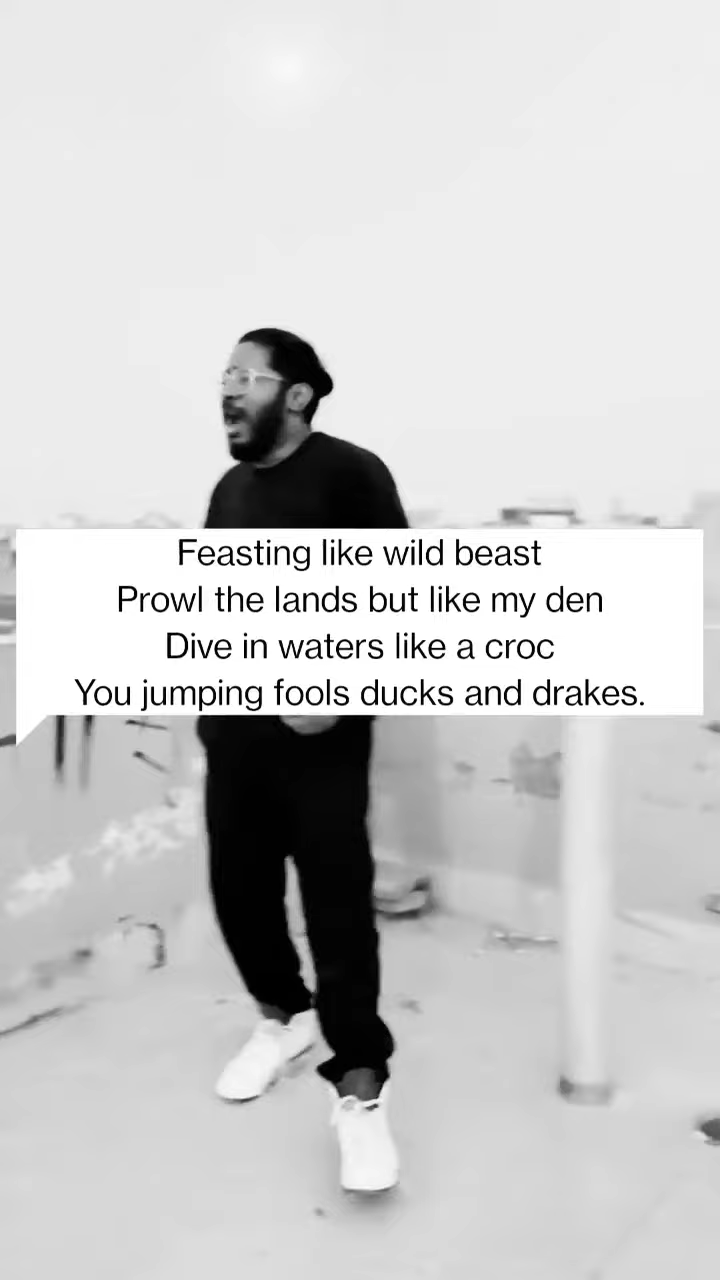 Feasting like wild beast
Prowl the lands but like my den
Dive in waters like a croc
You jumping fools ducks and drakes.